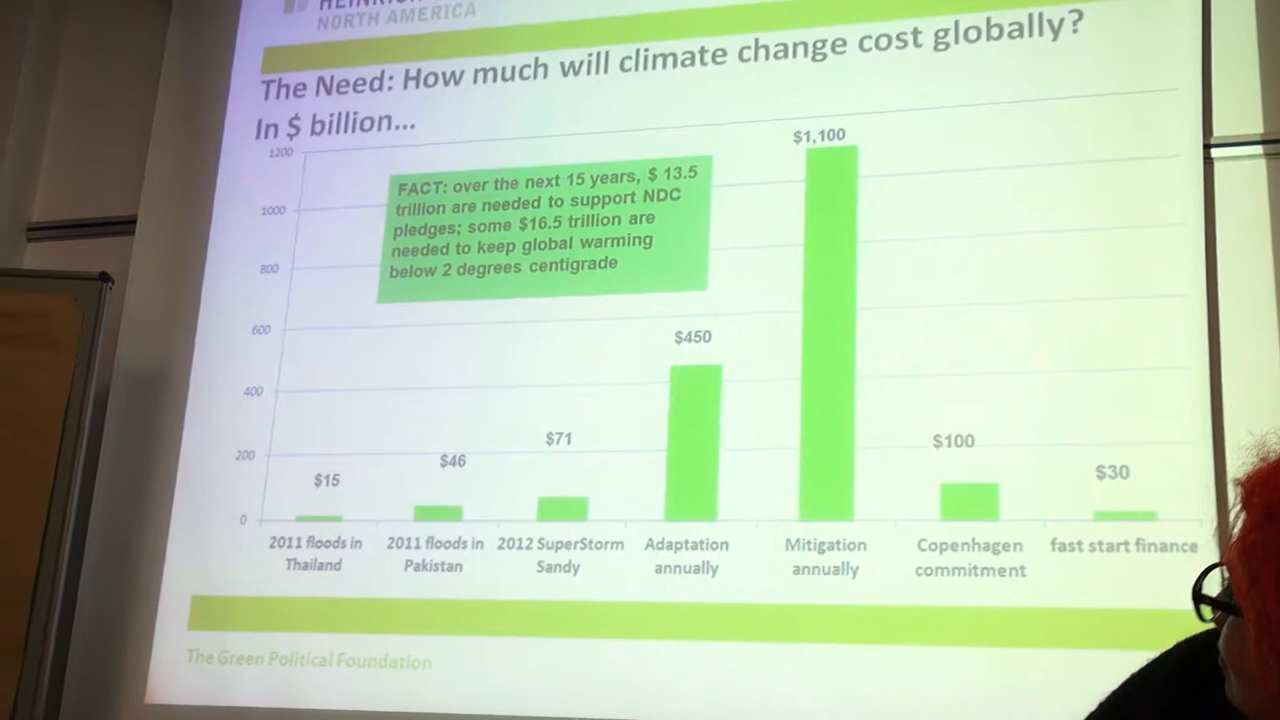 NORTH AMERICA
The Need: How much will climate change cost globally?
In $ billion...
1200
1000
800
600
400
200
0
FACT: over the next 15 years, $ 13.5
trillion are needed to support NDC
pledges; some $16.5 trillion are
needed to keep global warming
below 2 degrees centigrade
$15
$46
$71
$450
$1,100
$100
$30
2011 floods in
Thailand
2011 floods in
Pakistan
2012 SuperStorm
Sandy
Adaptation
annually
Mitigation
annually
Copenhagen
commitment
fast start finance
The Green Political Foundation